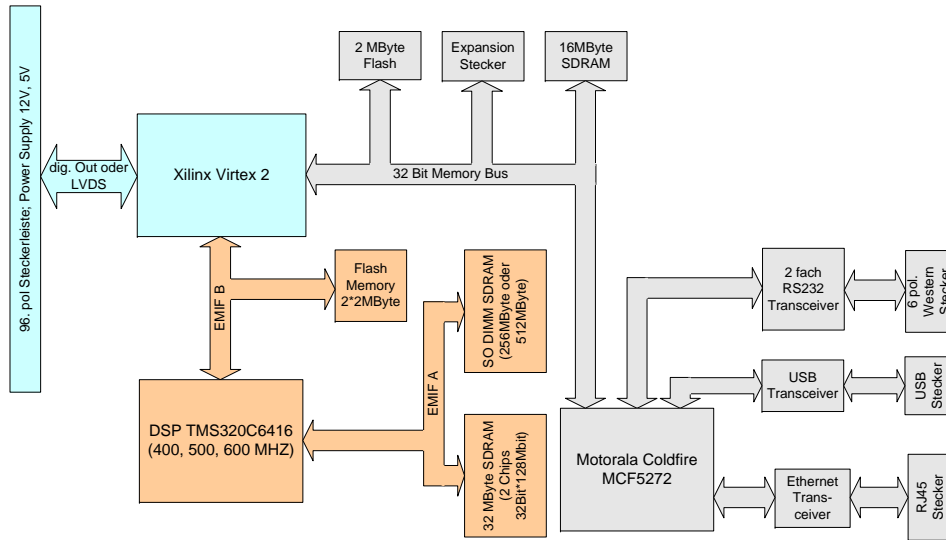 96. pol Steckerleiste; Power Supply 12V, 5V
dig. Out oder
LVDS
Xilinx Virtex 2
2 MByte
Flash
Expansion
Stecker
16MByte
SDRAM
32 Bit Memory Bus
EMIF B
Flash
Memory
2*2MByte
SO DIMM SDRAM
(256MByte oder
512MByte)
EMIF A
DSP TMS320C6416
(400, 500, 600 MHZ)
32 MByte SDRAM
(2 Chips
32Bit*128Mbit)
2 fach
RS232
Transceiver
6 pol.
Western
Stecker
USB
Transceiver
USB
Stecker
Motorala Coldfire
MCF5272
Ethernet
Trans-
ceiver
RJ45
Stecker